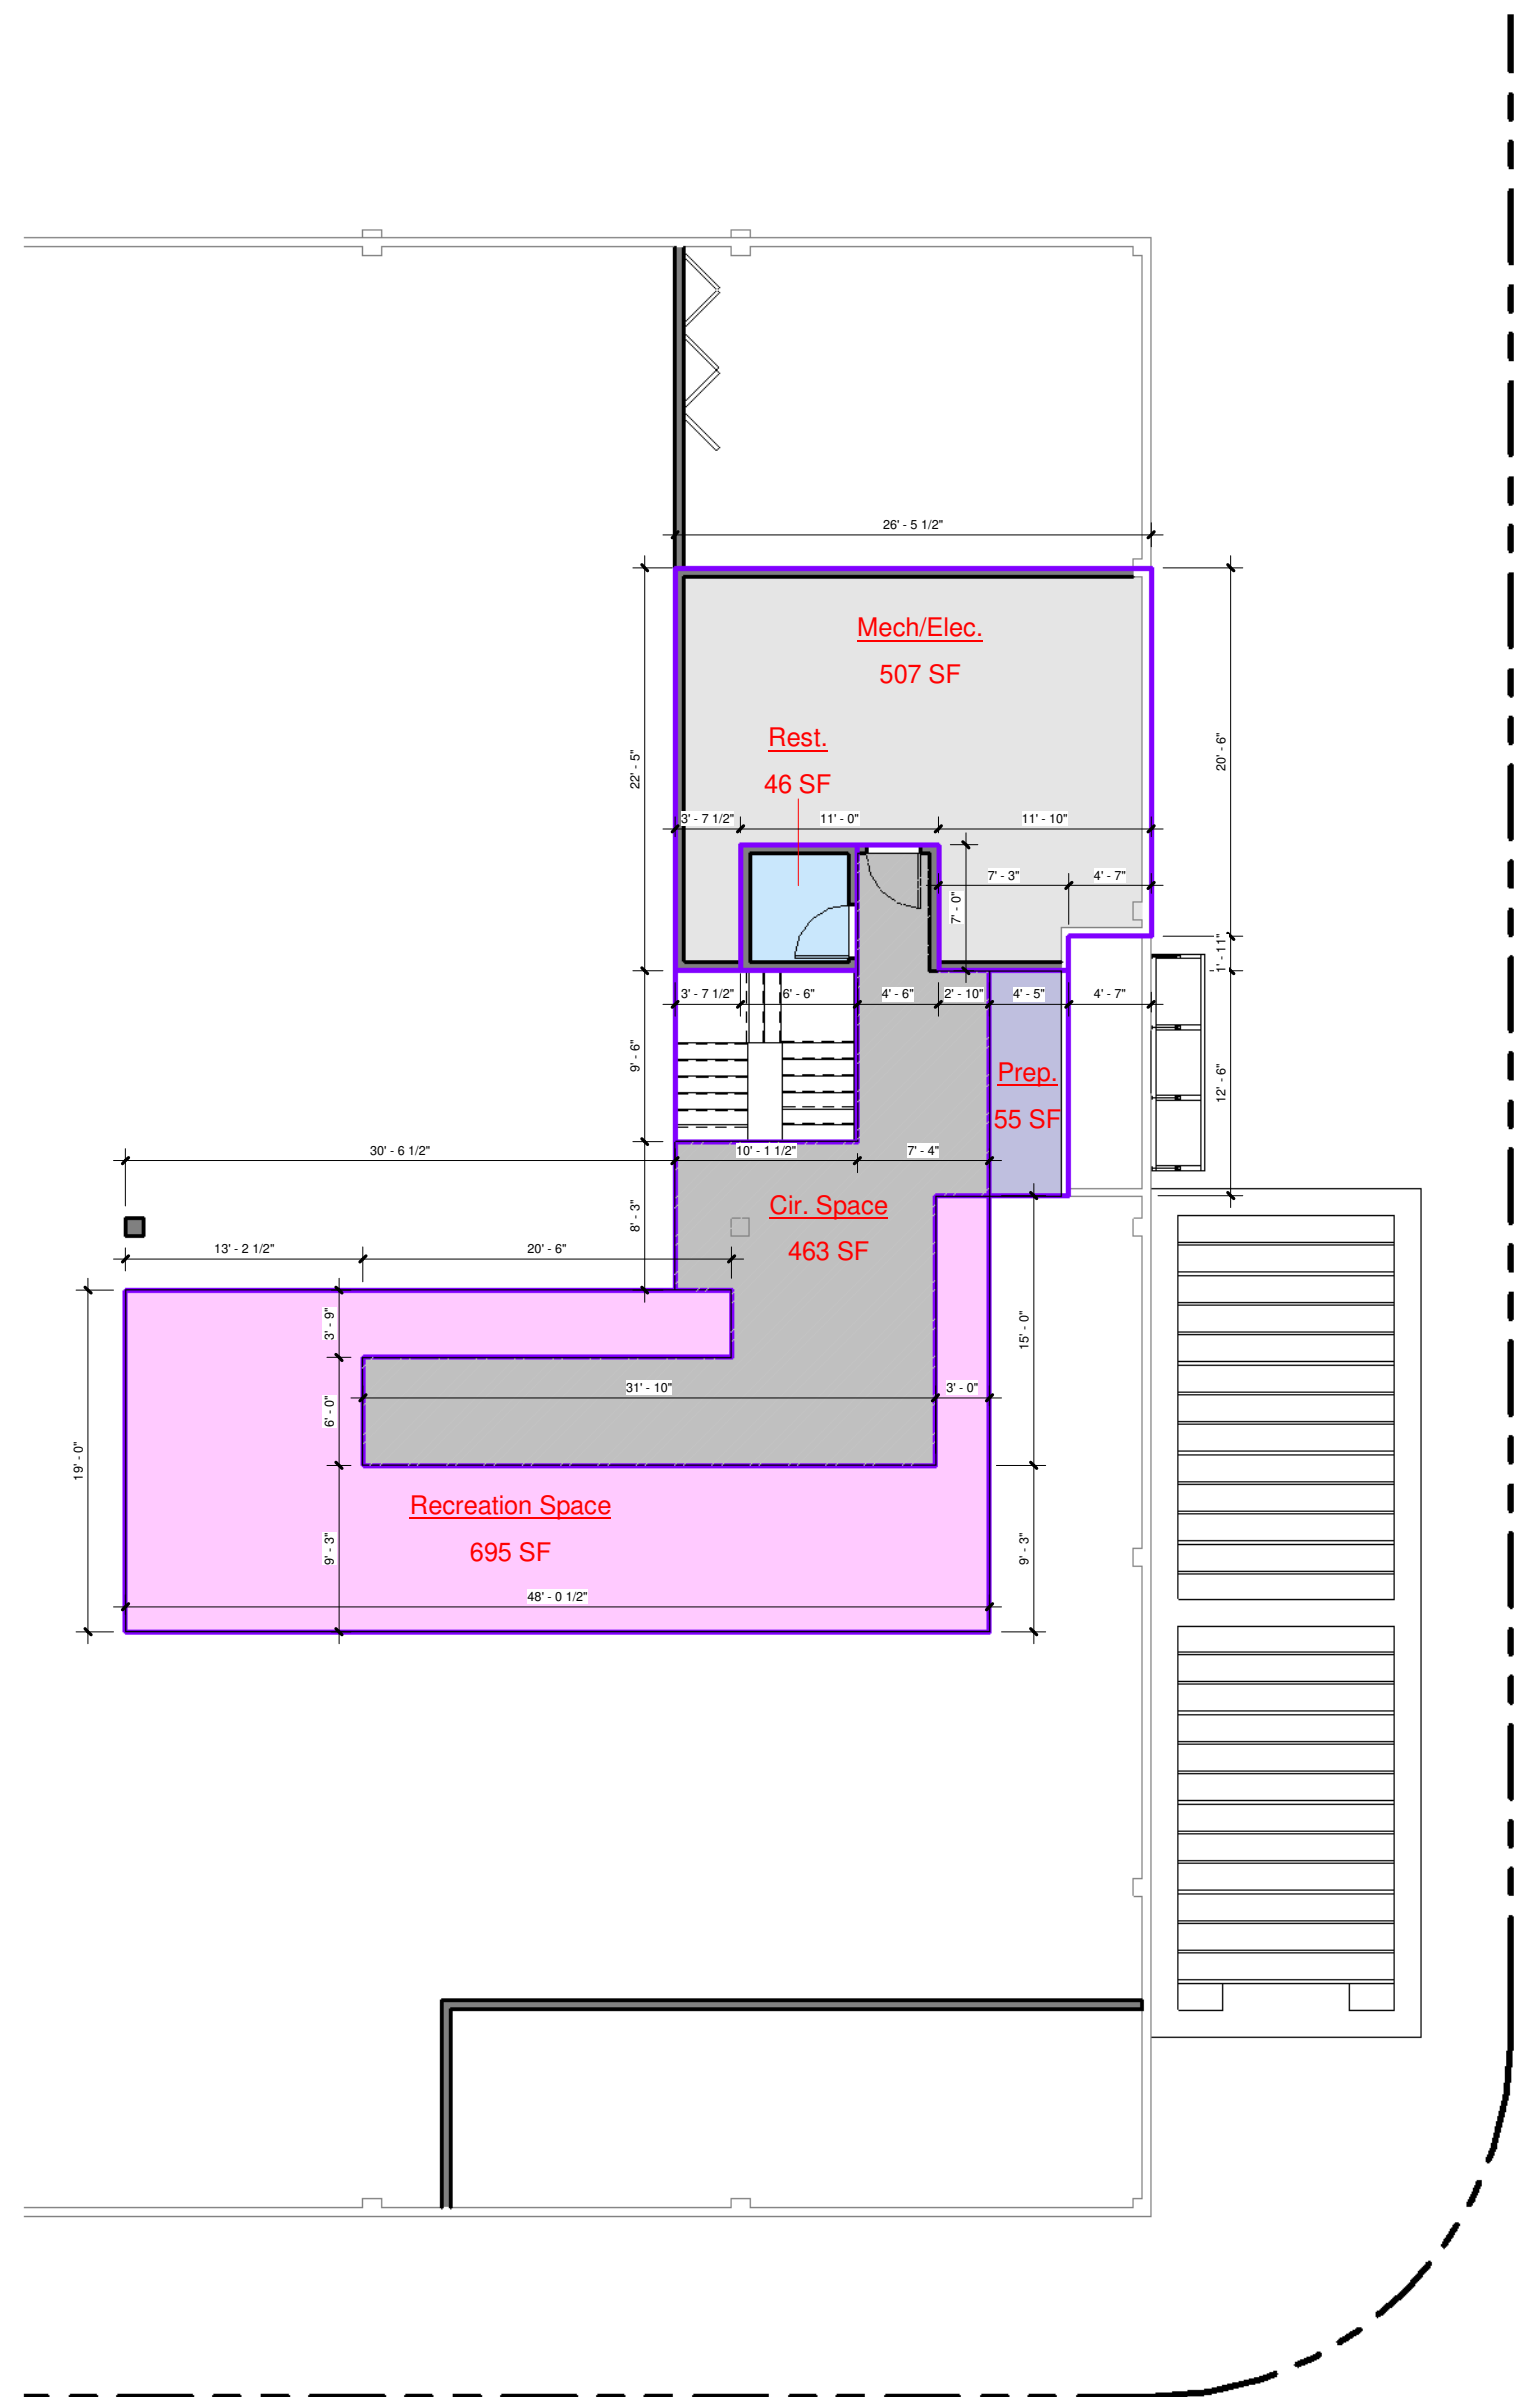 26' - 5 1/2"
Mech/Elec.
507 SF
Rest.
46 SF
22' - 5"
20' - 6"
3' - 7 1/2"
11' - 0"
11' - 10"
7' - 3"
4' - 7"
7' - 0"
1' - 11"
3' - 7 1/2"
6' - 6"
4' - 6"
2' - 10"
4' - 5"
4' - 7"
9' - 6"
Prep.
55 SF
12' - 6"
30' - 6 1/2"
10' - 1 1/2"
7' - 4"
Cir. Space
463 SF
8' - 3"
13' - 2 1/2"
20' - 6"
3' - 9"
15' - 0"
31' - 10"
3' - 0"
6' - 0"
19' - 0"
Recreation Space
695 SF
9' - 3"
9' - 3"
48' - 0 1/2"